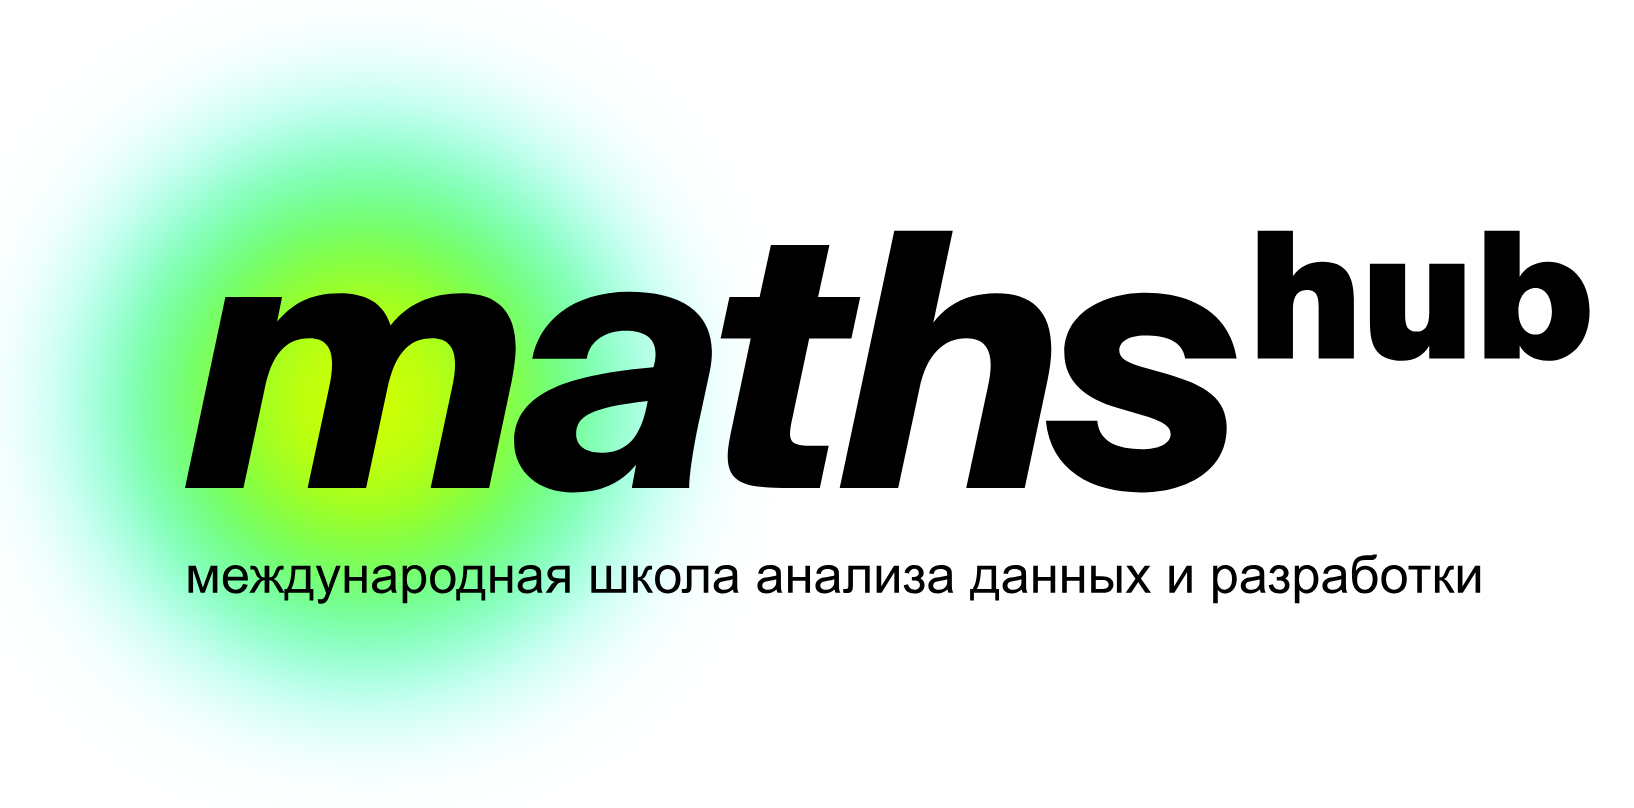 maths hub
международная школа анализа данных и разработки